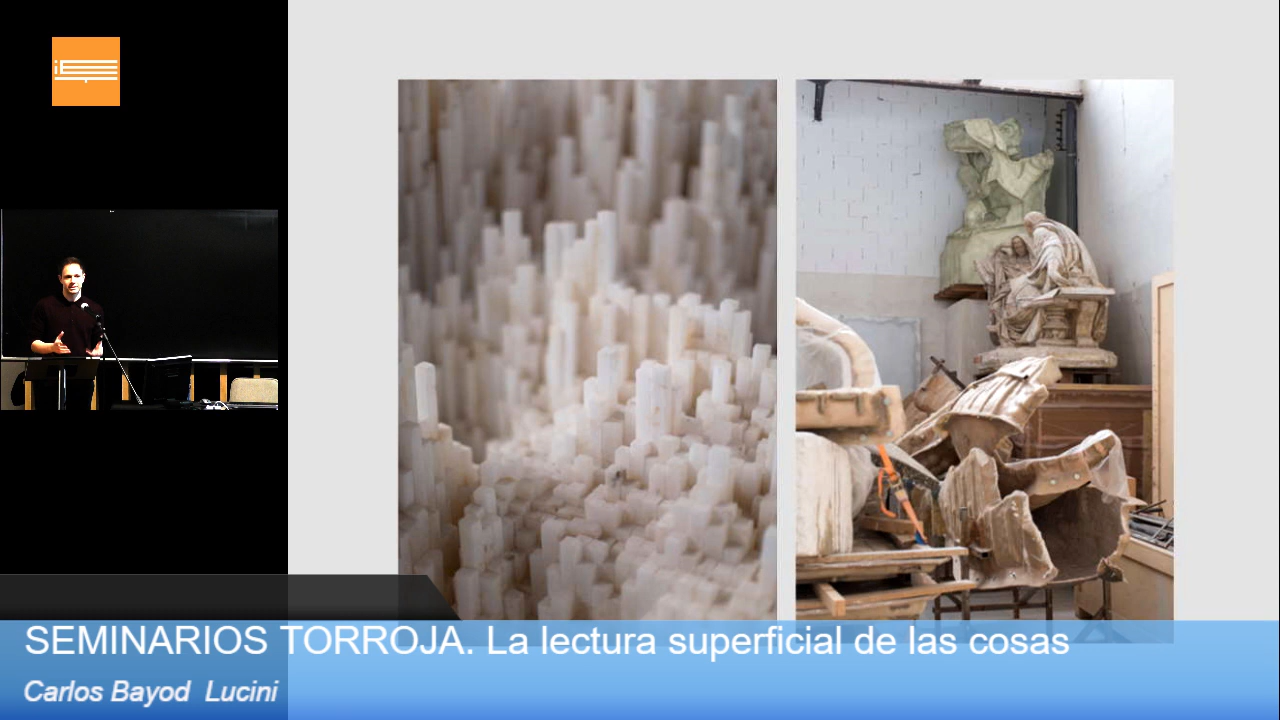 SEMINARIOS TORROJA. La lectura superficial de las cosas
Carlos Bayod Lucini